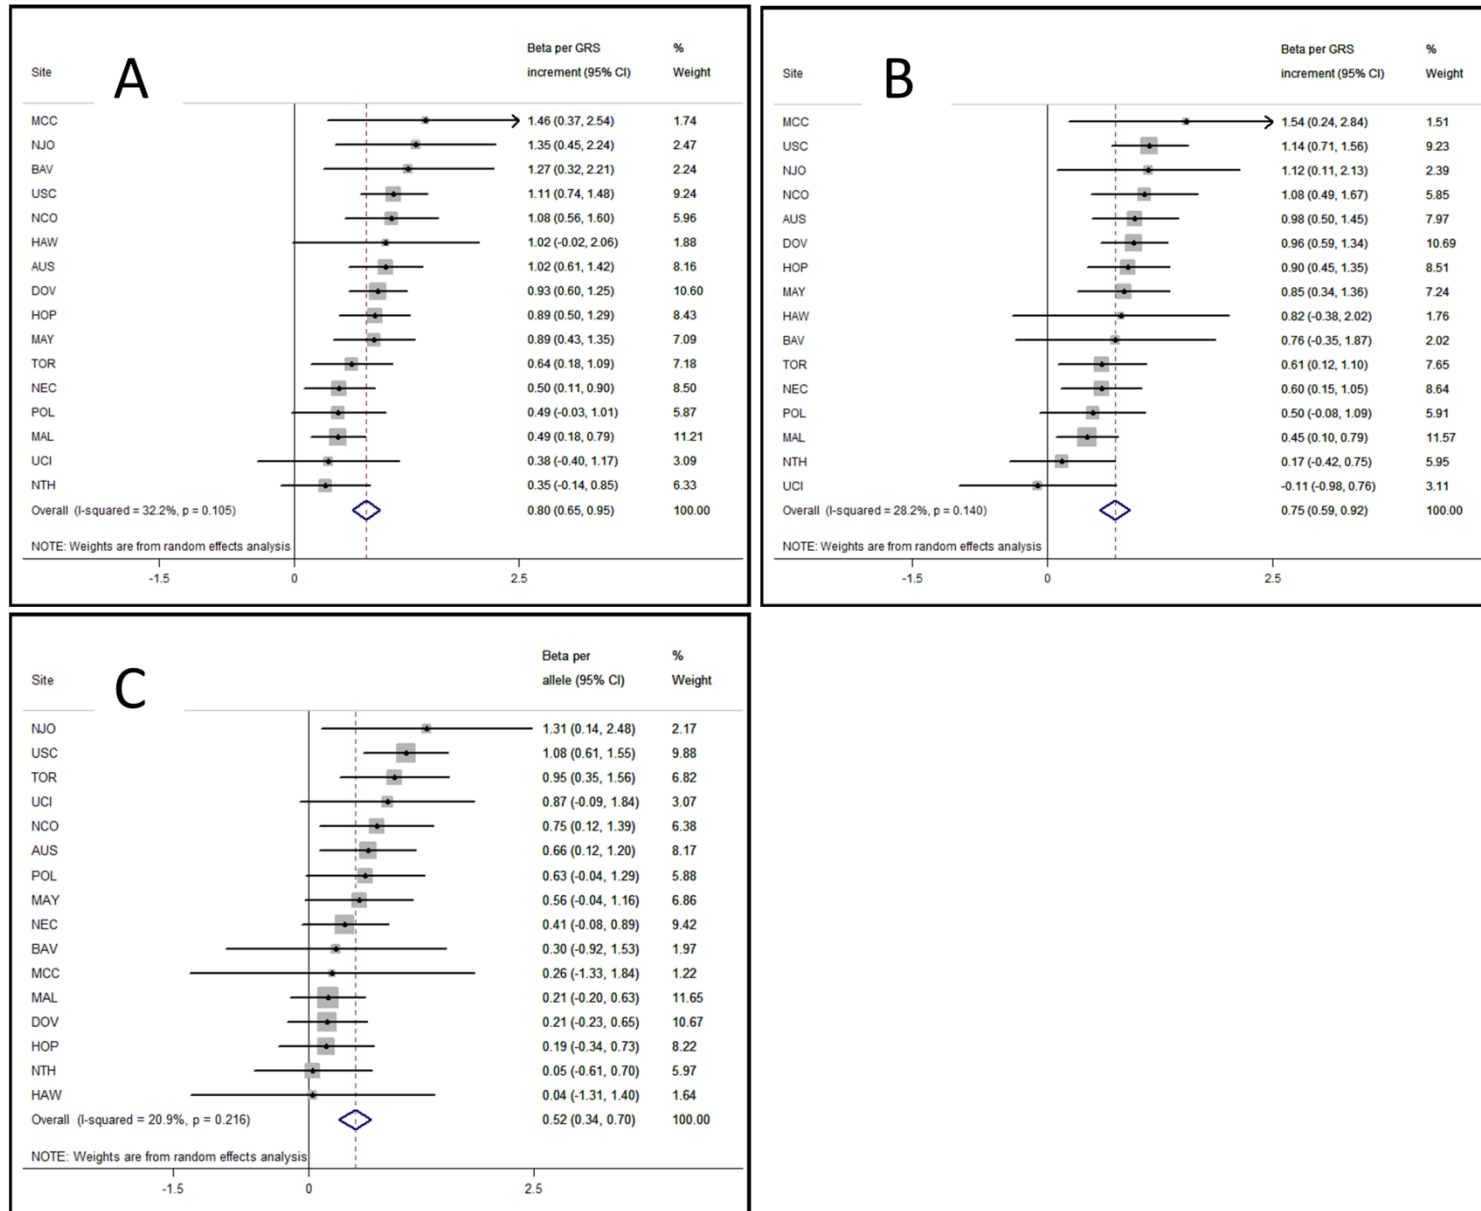 A
Beta per GRS %
Site increment (95% CI) Weight
MCC 1.46 (0.37, 2.54) 1.74
NJO 1.35 (0.45, 2.24) 2.47
BAV 1.27 (0.32, 2.21) 2.24
USC 1.11 (0.74, 1.48) 9.24
NCO 1.08 (0.56, 1.60) 5.96
HAW 1.02 (-0.02, 2.06) 1.88
AUS 1.02 (0.61, 1.42) 8.16
DOV 0.93 (0.60, 1.25) 10.60
HOP 0.89 (0.50, 1.29) 8.43
MAY 0.89 (0.43, 1.35) 7.09
TOR 0.64 (0.18, 1.09) 7.18
NEC 0.50 (0.11, 0.90) 8.50
POL 0.49 (-0.03, 1.01) 5.87
MAL 0.49 (0.18, 0.79) 11.21
UCI 0.38 (-0.40, 1.17) 3.09
NTH 0.35 (-0.14, 0.85) 6.33
Overall (I-squared = 32.2%, p = 0.105) 0.80 (0.65, 0.95) 100.00
NOTE: Weights are from random effects analysis
-1.5 0 2.5
B
Beta per GRS %
Site increment (95% CI) Weight
MCC 1.54 (0.24, 2.84) 1.51
USC 1.14 (0.71, 1.56) 9.23
NJO 1.12 (0.11, 2.13) 2.39
NCO 1.08 (0.49, 1.67) 5.85
AUS 0.98 (0.50, 1.45) 7.97
DOV 0.96 (0.59, 1.34) 10.69
HOP 0.90 (0.45, 1.35) 8.51
MAY 0.85 (0.34, 1.36) 7.24
HAW 0.82 (-0.38, 2.02) 1.76
BAV 0.76 (-0.35, 1.87) 2.02
TOR 0.61 (0.12, 1.10) 7.65
NEC 0.60 (0.15, 1.05) 8.64
POL 0.50 (-0.08, 1.09) 5.91
MAL 0.45 (0.10, 0.79) 11.57
NTH 0.17 (-0.42, 0.75) 5.95
UCI -0.11 (-0.98, 0.76) 3.11
Overall (I-squared = 28.2%, p = 0.140) 0.75 (0.59, 0.92) 100.00
NOTE: Weights are from random effects analysis
-1.5 0 2.5
C
Beta per %
Site allele (95% CI) Weight
NJO 1.31 (0.14, 2.48) 2.17
USC 1.08 (0.61, 1.55) 9.88
TOR 0.95 (0.35, 1.56) 6.82
UCI 0.87 (-0.09, 1.84) 3.07
NCO 0.75 (0.12, 1.39) 6.38
AUS 0.66 (0.12, 1.20) 8.17
POL 0.63 (-0.04, 1.29) 5.88
MAY 0.56 (-0.04, 1.16) 6.86
NEC 0.41 (-0.08, 0.89) 9.42
BAV 0.30 (-0.92, 1.53) 1.97
MCC 0.26 (-1.33, 1.84) 1.22
MAL 0.21 (-0.20, 0.63) 11.65
DOV 0.21 (-0.23, 0.65) 10.67
HOP 0.19 (-0.34, 0.73) 8.22
NTH 0.05 (-0.61, 0.70) 5.97
HAW 0.04 (-1.31, 1.40) 1.64
Overall (I-squared = 20.9%, p = 0.216) 0.52 (0.34, 0.70) 100.00
NOTE: Weights are from random effects analysis
-1.5 0 2.5